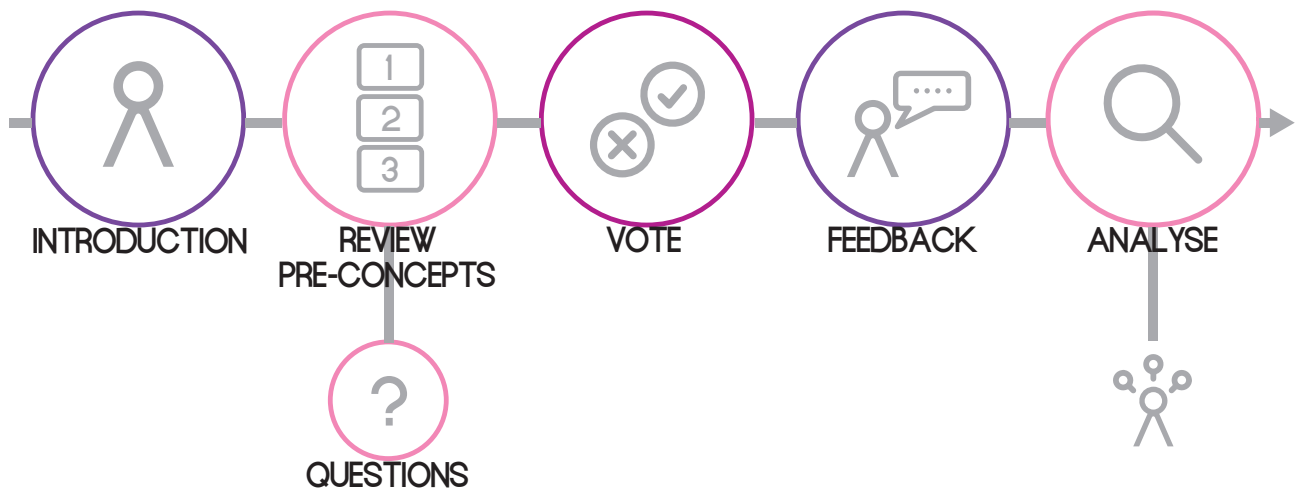 INTRODUCTION
1
2
3
REVIEW
PRE-CONCEPTS
?
QUESTIONS
VOTE
FEEDBACK
ANALYSE